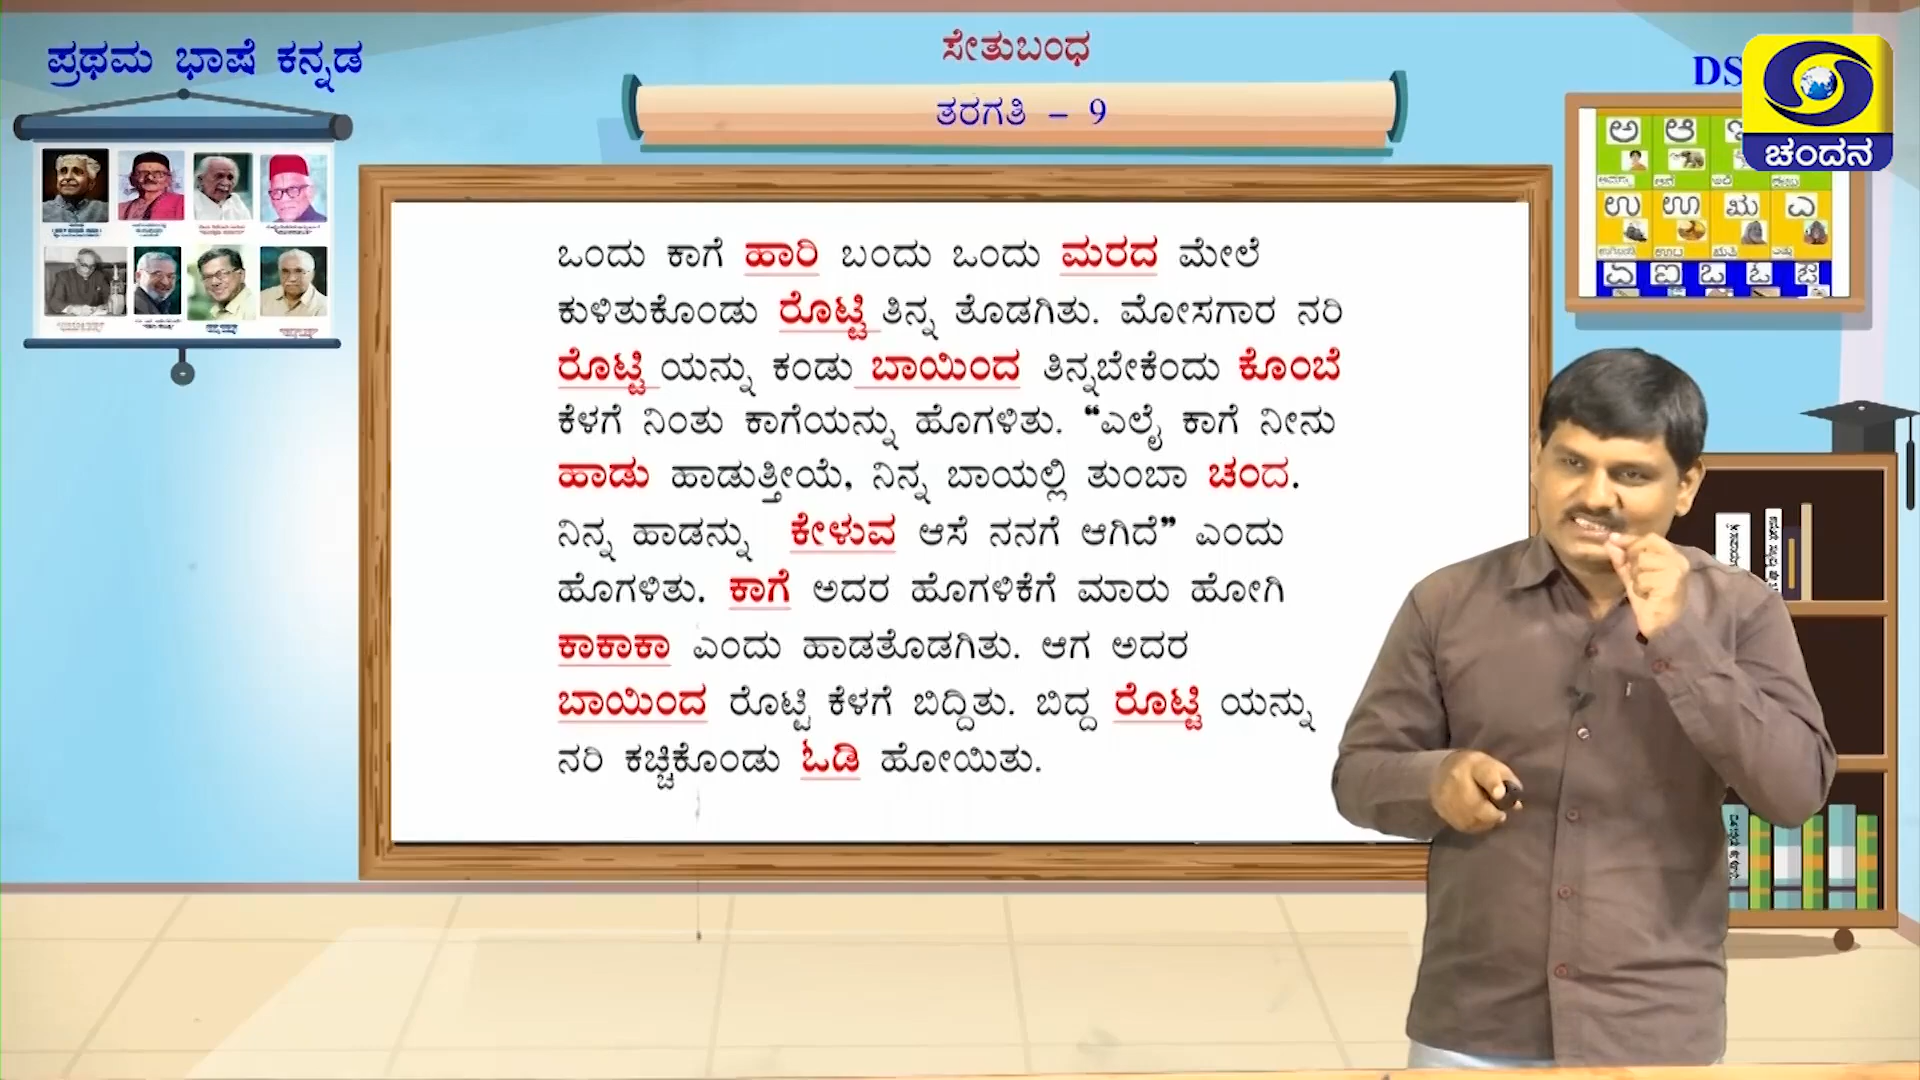 ಪ್ರಥಮ ಭಾಷೆ ಕನ್ನಡ
ಸೇತುಬಂಧ
ತರಗತಿ – 9
DS
ಚಂದನ
ಅ ಆ
ಉ ಊ ಋ ಎ
ಏ ಐ ಒ ಓ ಔ
ಒಂದು ಕಾಗೆ ಹಾರಿ ಬಂದು ಒಂದು ಮರದ ಮೇಲೆ
ಕುಳಿತುಕೊಂಡು ರೊಟ್ಟಿ ತಿನ್ನ ತೊಡಗಿತು. ಮೋಸಗಾರ ನರಿ
ರೊಟ್ಟಿ ಯನ್ನು ಕಂಡು ಬಾಯಿಂದ ತಿನ್ನಬೇಕೆಂದು ಕೊಂಬೆ
ಕೆಳಗೆ ನಿಂತು ಕಾಗೆಯನ್ನು ಹೊಗಳಿತು. “ಎಲೈ ಕಾಗೆ ನೀನು
ಹಾಡು ಹಾಡುತ್ತೀಯೆ, ನಿನ್ನ ಬಾಯಲ್ಲಿ ತುಂಬಾ ಚಂದ.
ನಿನ್ನ ಹಾಡನ್ನು ಕೇಳುವ ಆಸೆ ನನಗೆ ಆಗಿದೆ” ಎಂದು
ಹೊಗಳಿತು. ಕಾಗೆ ಅದರ ಹೊಗಳಿಕೆಗೆ ಮಾರು ಹೋಗಿ
ಕಾಕಾಕಾ ಎಂದು ಹಾಡತೊಡಗಿತು. ಆಗ ಅದರ
ಬಾಯಿಂದ ರೊಟ್ಟಿ ಕೆಳಗೆ ಬಿದ್ದಿತು. ಬಿದ್ದ ರೊಟ್ಟಿ ಯನ್ನು
ನರಿ ಕಚ್ಚಿಕೊಂಡು ಓಡಿ ಹೋಯಿತು.